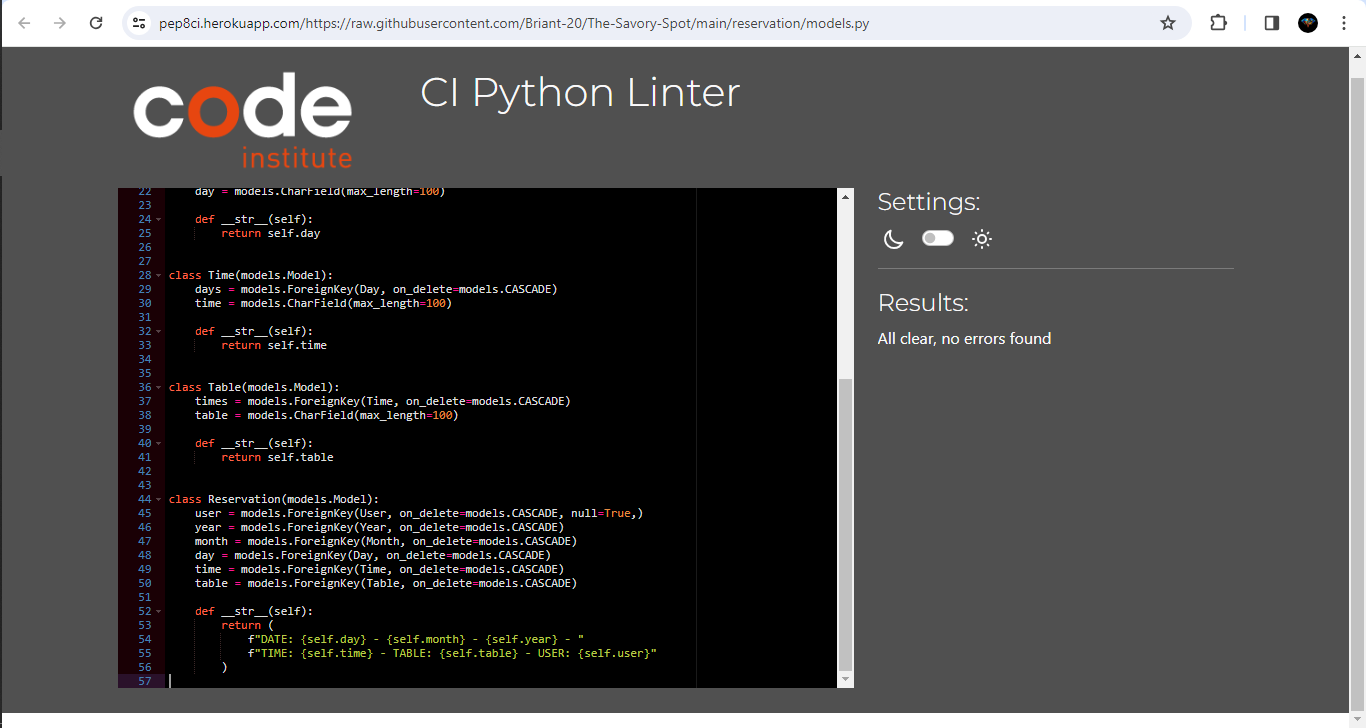 pep8ci.herokuapp.com/https://raw.githubusercontent.com/Briant-20/The-Savory-Spot/main/reservation/models.py
code
institute
CI Python Linter
22 day = models.CharField(max_length=100)
23
24 def __str__(self):
25 return self.day
26
27
28 class Time(models.Model):
29 days = models.ForeignKey(Day, on_delete=models.CASCADE)
30 time = models.CharField(max_length=100)
31
32 def __str__(self):
33 return self.time
34
35
36 class Table(models.Model):
37 times = models.ForeignKey(Time, on_delete=models.CASCADE)
38 table = models.CharField(max_length=100)
39
40 def __str__(self):
41 return self.table
42
43
44 class Reservation(models.Model):
45 user = models.ForeignKey(User, on_delete=models.CASCADE, null=True,)
46 year = models.ForeignKey(Year, on_delete=models.CASCADE)
47 month = models.ForeignKey(Month, on_delete=models.CASCADE)
48 day = models.ForeignKey(Day, on_delete=models.CASCADE)
49 time = models.ForeignKey(Time, on_delete=models.CASCADE)
50 table = models.ForeignKey(Table, on_delete=models.CASCADE)
51
52 def __str__(self):
53 return (
54 f"DATE: {self.day} - {self.month} - {self.year} - "
55 f"TIME: {self.time} - TABLE: {self.table} - USER: {self.user}"
56 )
57
Settings:
Results:
All clear, no errors found